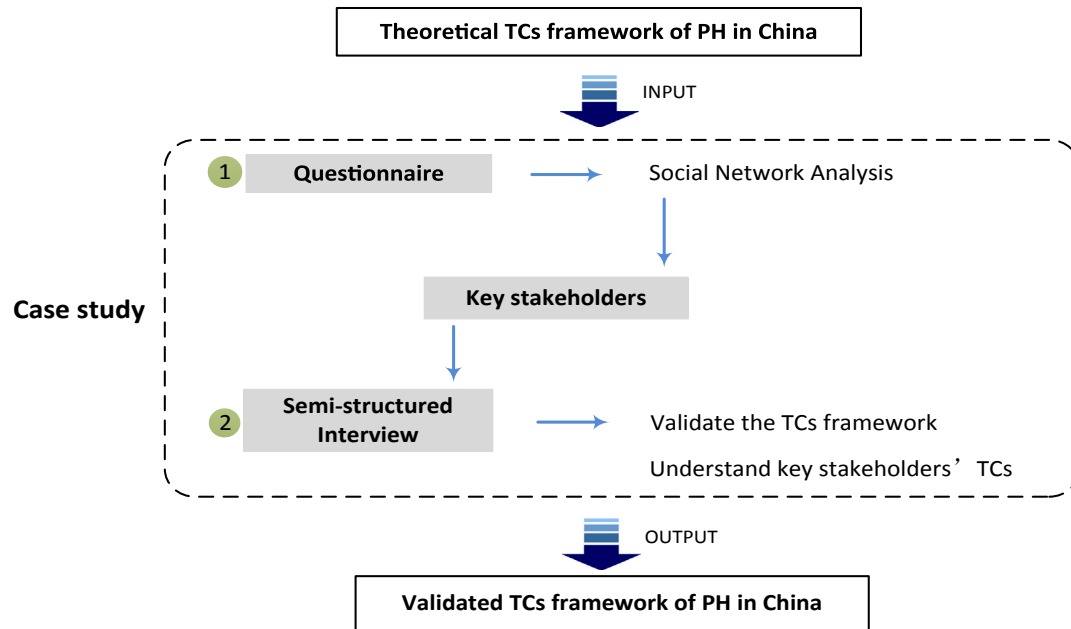 Theoretical TCs framework of PH in China
INPUT
1 Questionnaire
Social Network Analysis
Key stakeholders
Case study
2 Semi-structured
Interview
Validate the TCs framework
Understand key stakeholders’ TCs
OUTPUT
Validated TCs framework of PH in China